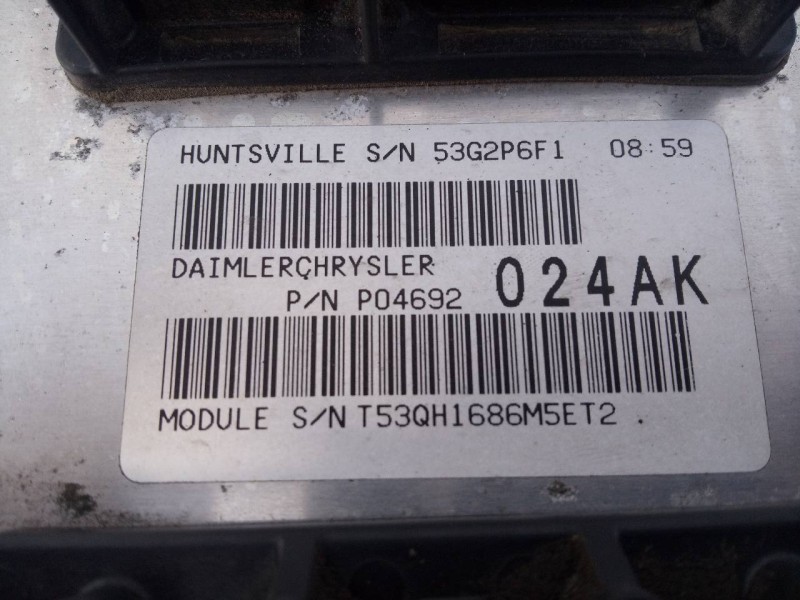 HUNTSVILLE S/N 53G2P6F1 08:59
DAIMLERCHRYSLER
P/N P04692 024AK
MODULE S/N T53QH1686M5ET2